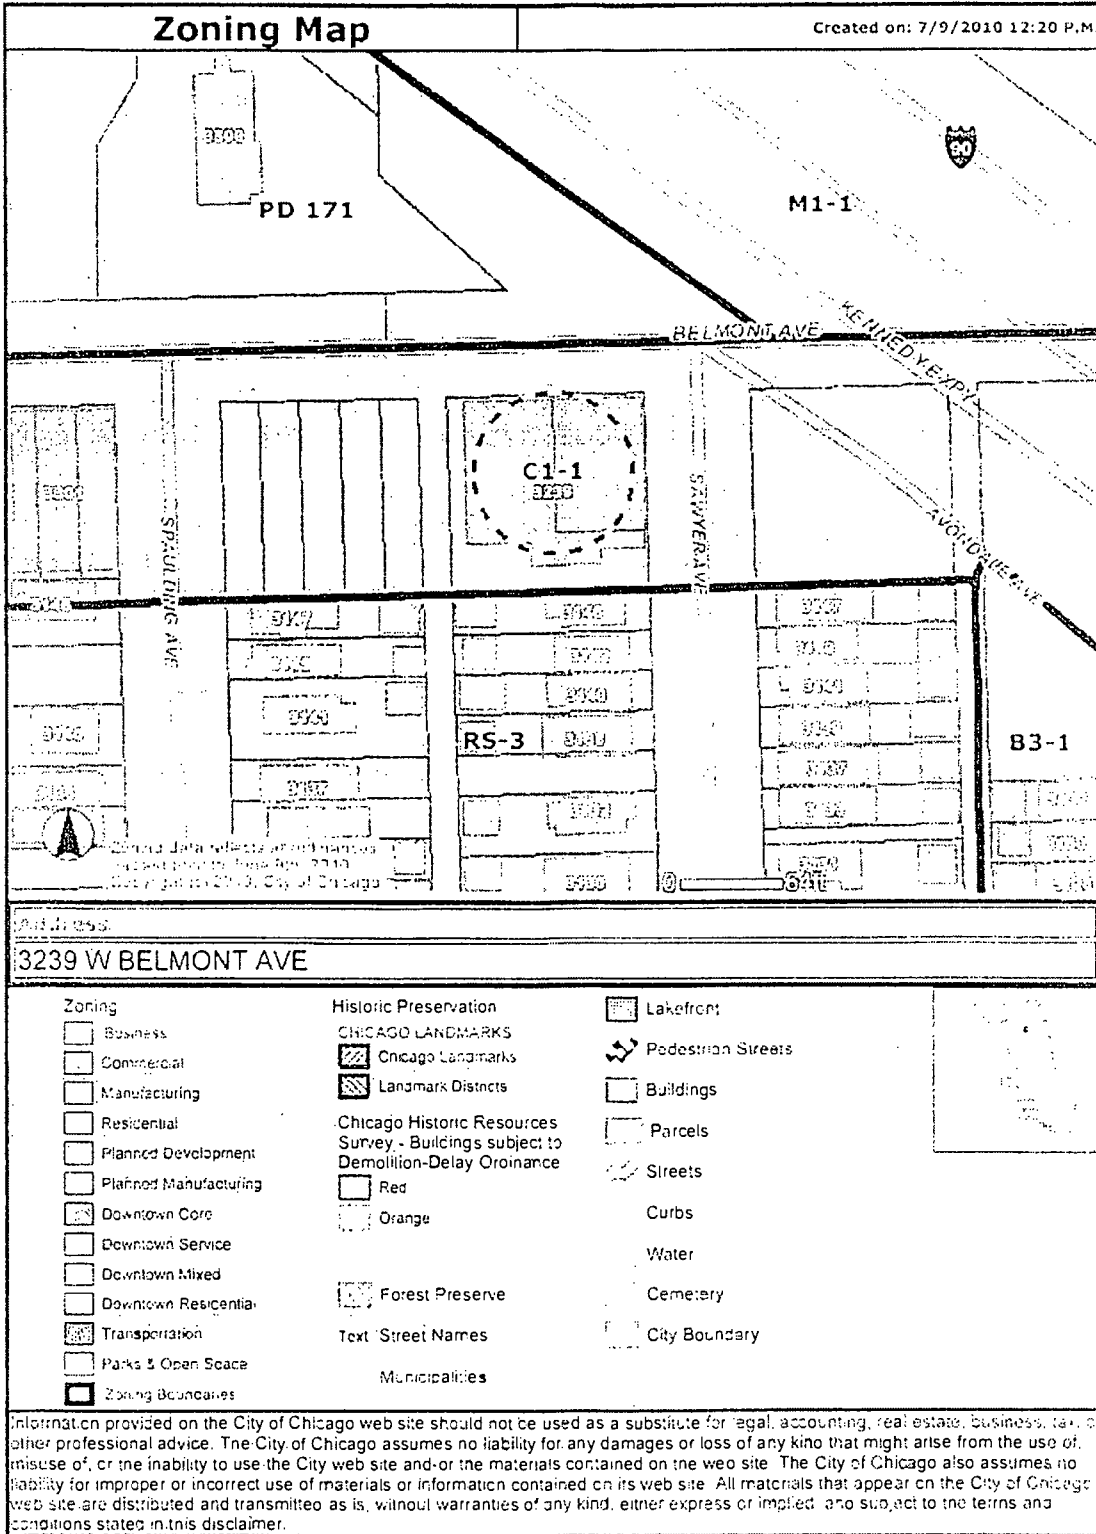 Zoning Map
Created on: 7/9/2010 12:20 P.M.
90
PD 171
M1-1
BELMONT AVE
KENNEDY EXPY
C1-1
SPAULDING AVE
SAWYER AVE
AVONDALE AVE
RS-3
B3-1
0 64ft
Address
3239 W BELMONT AVE
Zoning
Business
Commercial
Manufacturing
Residential
Planned Development
Planned Manufacturing
Downtown Core
Downtown Service
Downtown Mixed
Downtown Residential
Transportation
Parks & Open Space
Zoning Boundaries
Historic Preservation
CHICAGO LANDMARKS
Chicago Landmarks
Landmark Districts
Chicago Historic Resources
Survey - Buildings subject to
Demolition-Delay Ordinance
Red
Orange
Forest Preserve
Text Street Names
Municipalities
Lakefront
Pedestrian Streets
Buildings
Parcels
Streets
Curbs
Water
Cemetery
City Boundary
Information provided on the City of Chicago web site should not be used as a substitute for legal, accounting, real estate, business, tax, o
other professional advice. The City of Chicago assumes no liability for any damages or loss of any kind that might arise from the use of,
misuse of, or the inability to use the City web site and/or the materials contained on the web site. The City of Chicago also assumes no
liability for improper or incorrect use of materials or information contained on its web site. All materials that appear on the City of Chicago
web site are distributed and transmitted as is, without warranties of any kind, either express or implied and subject to the terms and
conditions stated in this disclaimer.